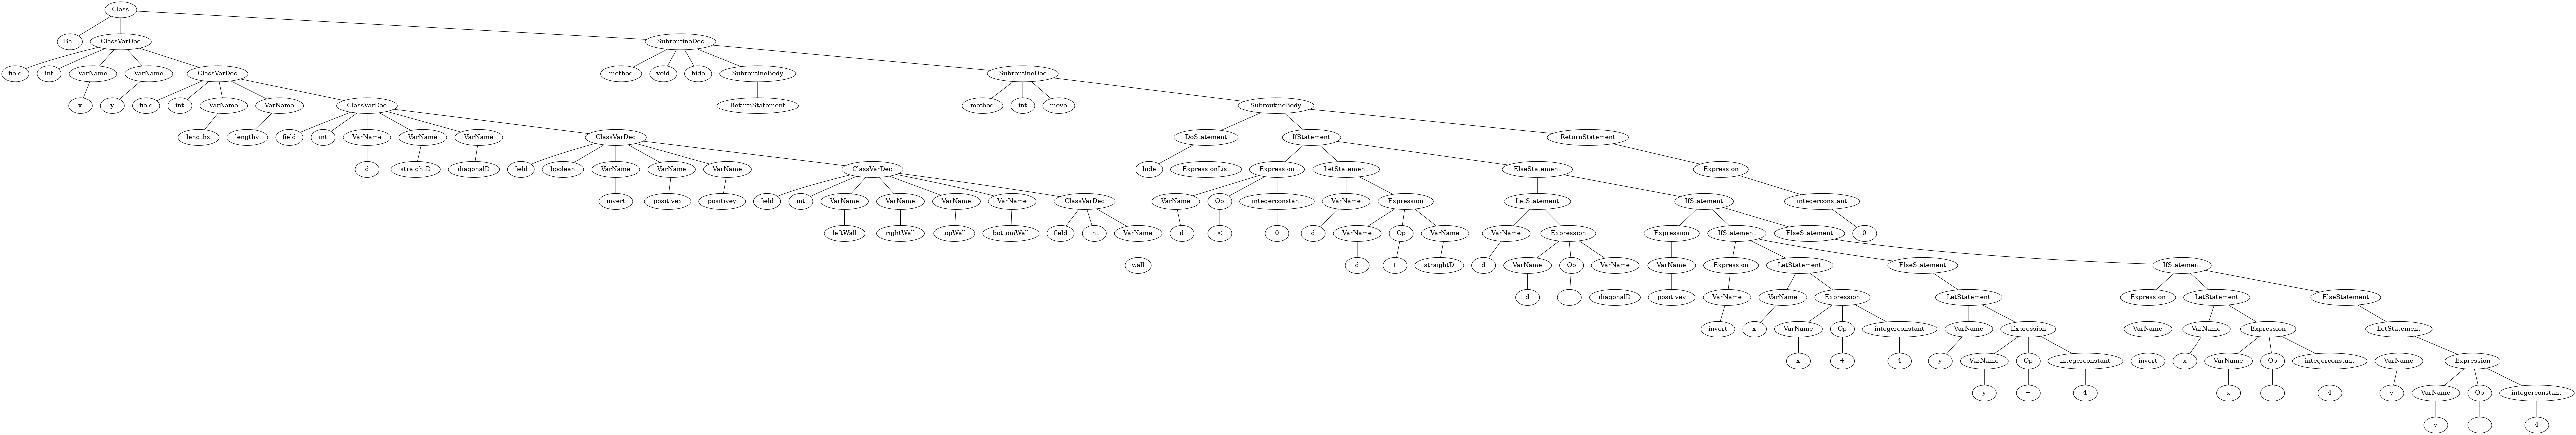 Class
Ball ClassVarDec SubroutineDec
field int VarName VarName ClassVarDec method void hide SubroutineBody SubroutineDec
x y field int VarName VarName ClassVarDec ReturnStatement method int move SubroutineBody
lengthx lengthy field int VarName VarName VarName ClassVarDec DoStatement IfStatement ReturnStatement
d straightD diagonalD field boolean VarName VarName VarName ClassVarDec hide ExpressionList Expression LetStatement ElseStatement Expression
invert positivex positivey field int VarName VarName VarName VarName ClassVarDec VarName Op integerconstant VarName Expression LetStatement IfStatement integerconstant
leftWall rightWall topWall bottomWall field int VarName d < 0 d VarName Op VarName VarName Expression Expression IfStatement ElseStatement 0
wall d + straightD d VarName Op VarName VarName Expression LetStatement ElseStatement IfStatement
d + diagonalD positivey VarName VarName Expression LetStatement Expression LetStatement ElseStatement
invert x VarName Op integerconstant VarName Expression VarName VarName Expression LetStatement
x + 4 y VarName Op integerconstant invert x VarName Op integerconstant VarName Expression
y + 4 x - 4 y VarName Op integerconstant
y - 4